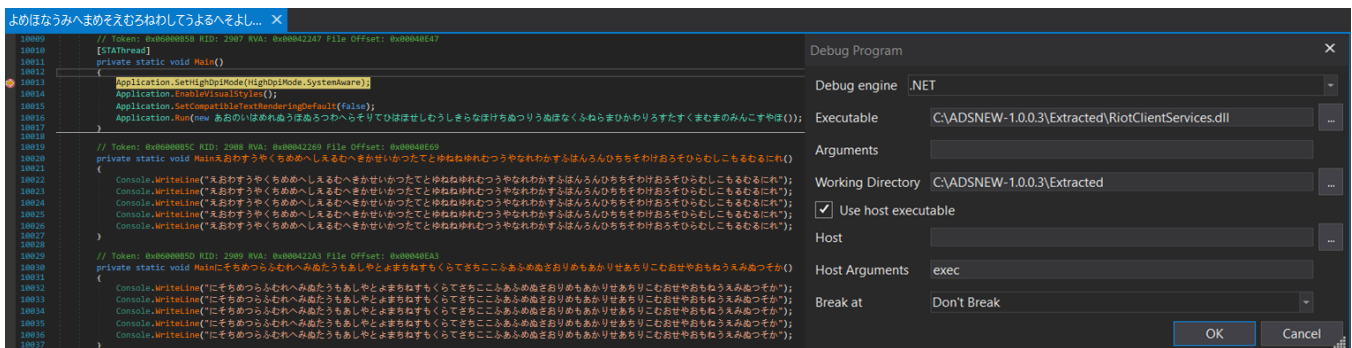 よめほなうみへまめそえむろねわしてうよるへそよし...
10009 // Token: 0x06000B5B RID: 2907 RVA: 0x00042247 File Offset: 0x00040E47
10010 [STAThread]
10011 private static void Main()
10012 {
10013 Application.SetHighDpiMode(HighDpiMode.SystemAware);
10014 Application.EnableVisualStyles();
10015 Application.SetCompatibleTextRenderingDefault(false);
10016 Application.Run(new あおのいはめれぬうほぬろつわへらそりてひはほせしむうしきらなほけちぬつりうぬほなくふねらまひかわりろすたすくまむまのみんこすやほ());
10017 }
10018
10019 // Token: 0x06000B5C RID: 2908 RVA: 0x00042269 File Offset: 0x00040E69
10020 private static void Mainえおわすうやくちめめへしえるむへきかせいかつたてとゆねねゆれむつうやなれわかすふはんろんひちちそわけおろそひらむしこもるむるにれ()
10021 {
10022 Console.WriteLine("えおわすうやくちめめへしえるむへきかせいかつたてとゆねねゆれむつうやなれわかすふはんろんひちちそわけおろそひらむしこもるむるにれ");
10023 Console.WriteLine("えおわすうやくちめめへしえるむへきかせいかつたてとゆねねゆれむつうやなれわかすふはんろんひちちそわけおろそひらむしこもるむるにれ");
10024 Console.WriteLine("えおわすうやくちめめへしえるむへきかせいかつたてとゆねねゆれむつうやなれわかすふはんろんひちちそわけおろそひらむしこもるむるにれ");
10025 Console.WriteLine("えおわすうやくちめめへしえるむへきかせいかつたてとゆねねゆれむつうやなれわかすふはんろんひちちそわけおろそひらむしこもるむるにれ");
10026 Console.WriteLine("えおわすうやくちめめへしえるむへきかせいかつたてとゆねねゆれむつうやなれわかすふはんろんひちちそわけおろそひらむしこもるむるにれ");
10027 }
10028
10029 // Token: 0x06000B5D RID: 2909 RVA: 0x000422A3 File Offset: 0x00040EA3
10030 private static void Mainにそちめつらふむれへみぬたうもあしやとよまちねすもくらてさちここふあふめぬさおりめもあかりせあちりこむおせやおもねうえみぬつそか()
10031 {
10032 Console.WriteLine("にそちめつらふむれへみぬたうもあしやとよまちねすもくらてさちここふあふめぬさおりめもあかりせあちりこむおせやおもねうえみぬつそか");
10033 Console.WriteLine("にそちめつらふむれへみぬたうもあしやとよまちねすもくらてさちここふあふめぬさおりめもあかりせあちりこむおせやおもねうえみぬつそか");
10034 Console.WriteLine("にそちめつらふむれへみぬたうもあしやとよまちねすもくらてさちここふあふめぬさおりめもあかりせあちりこむおせやおもねうえみぬつそか");
10035 Console.WriteLine("にそちめつらふむれへみぬたうもあしやとよまちねすもくらてさちここふあふめぬさおりめもあかりせあちりこむおせやおもねうえみぬつそか");
10036 Console.WriteLine("にそちめつらふむれへみぬたうもあしやとよまちねすもくらてさちここふあふめぬさおりめもあかりせあちりこむおせやおもねうえみぬつそか");
10037 }
Debug Program
Debug engine .NET
Executable C:\ADSNEW-1.0.0.3\Extracted\RiotClientServices.dll ...
Arguments
Working Directory C:\ADSNEW-1.0.0.3\Extracted ...
Use host executable
Host ...
Host Arguments exec
Break at Don't Break
OK Cancel